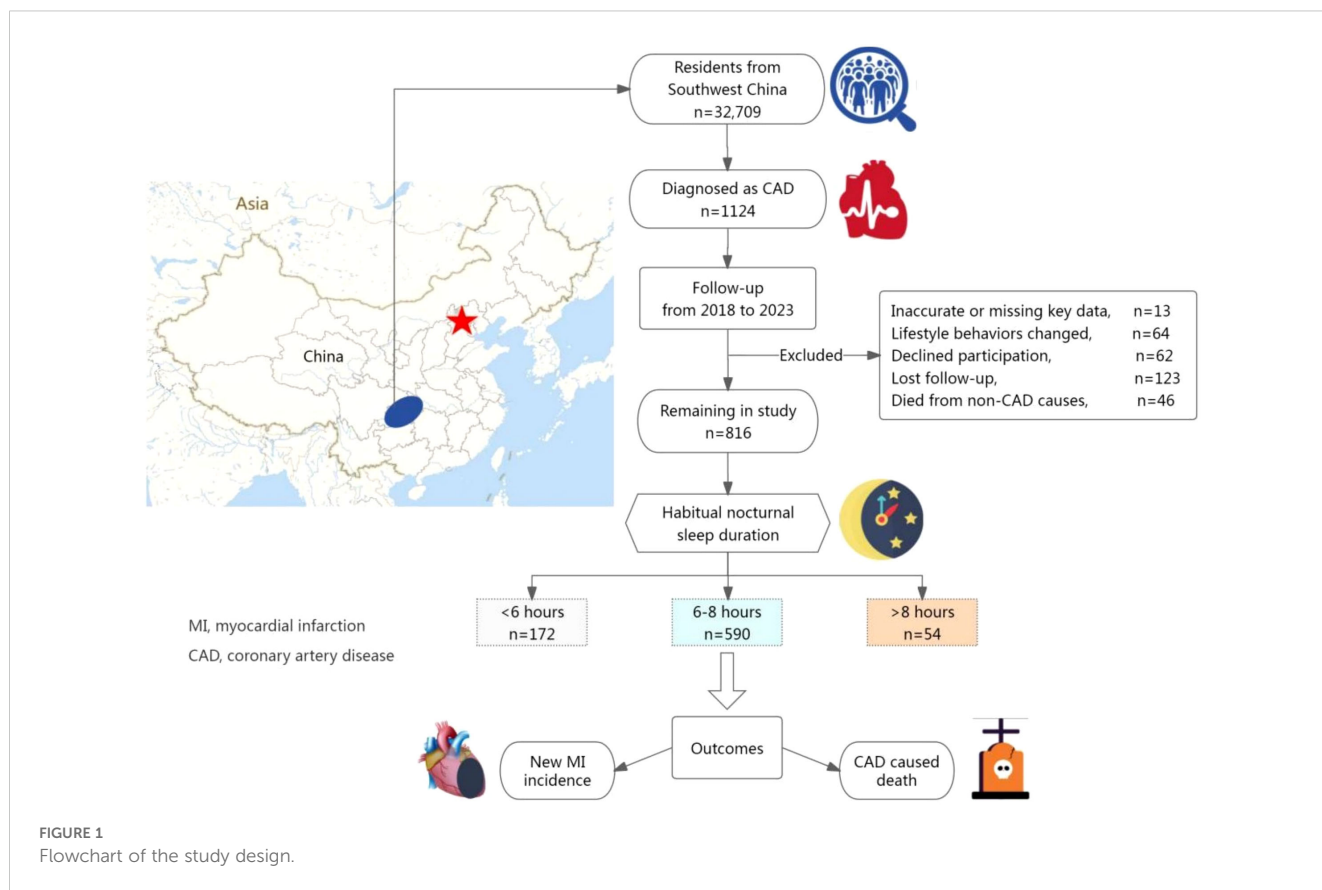 Residents from
Southwest China
n=32,709
Diagnosed as CAD
n=1124
Asia
China
Follow-up
from 2018 to 2023
Excluded
Inaccurate or missing key data, n=13
Lifestyle behaviors changed, n=64
Declined participation, n=62
Lost follow-up, n=123
Died from non-CAD causes, n=46
Remaining in study
n=816
Habitual nocturnal
sleep duration
<6 hours
n=172
6-8 hours
n=590
>8 hours
n=54
MI, myocardial infarction
CAD, coronary artery disease
Outcomes
New MI
incidence
CAD caused
death
FIGURE 1
Flowchart of the study design.